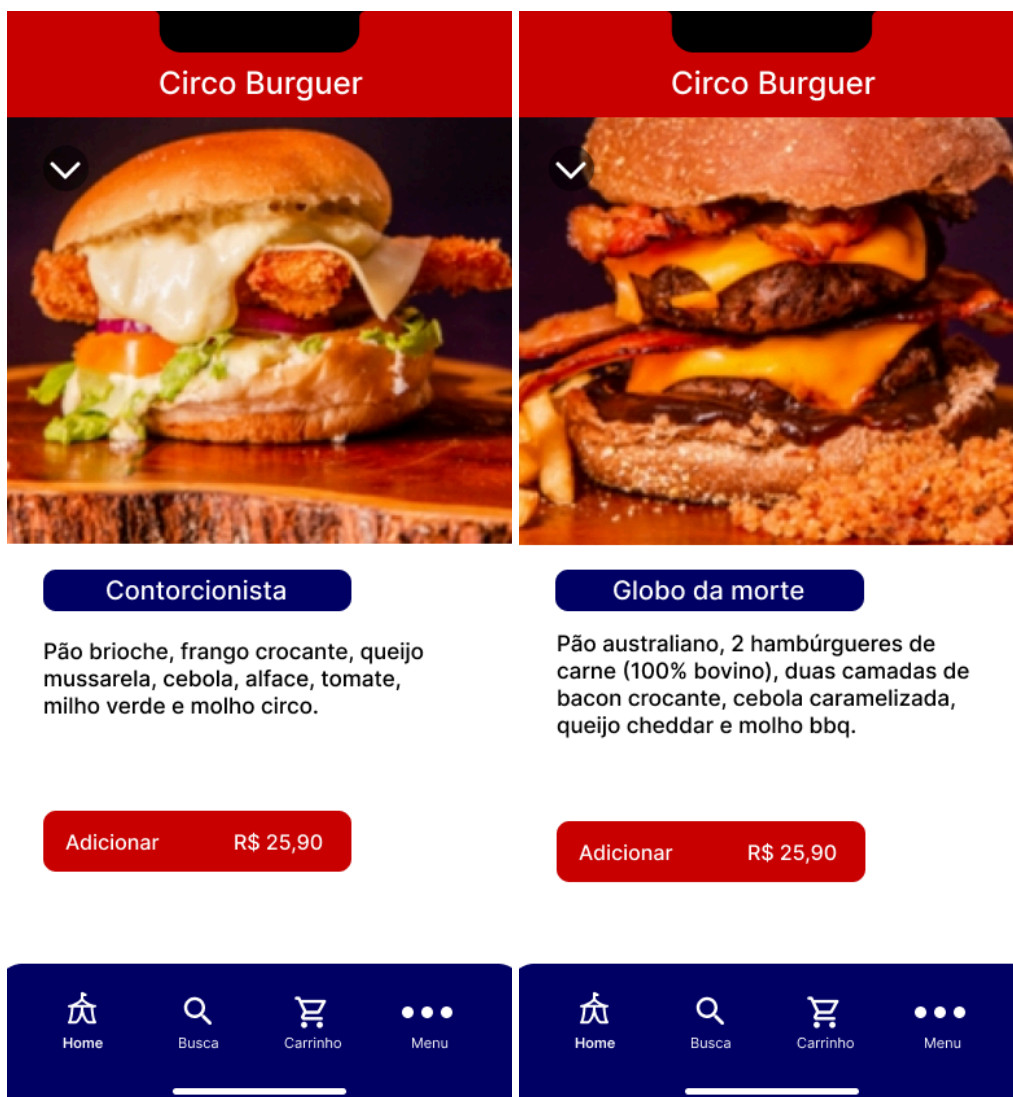 Circo Burguer
Contorcionista
Pão brioche, frango crocante, queijo
mussarela, cebola, alface, tomate,
milho verde e molho circo.
Adicionar R$ 25,90
Home Busca Carrinho Menu
Circo Burguer
Globo da morte
Pão australiano, 2 hambúrgueres de
carne (100% bovino), duas camadas de
bacon crocante, cebola caramelizada,
queijo cheddar e molho bbq.
Adicionar R$ 25,90
Home Busca Carrinho Menu